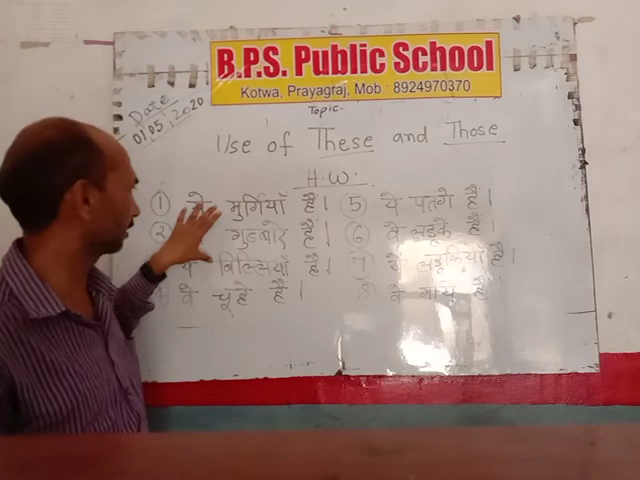 B.P.S. Public School
Kotwa, Prayagraj, Mob.: 8924970370
Date
01/05/2020
Topic-
Use of These and Those
H.W.
① ये मुर्गियाँ हैं।
② गुब्बारे हैं।
ये बिल्लियाँ हैं।
वे चूहे हैं।
⑤ ये पतंगे हैं।
⑥ वे लड़के हैं।
⑦ ये लड़कियाँ हैं।
⑧ वे गायें हैं।